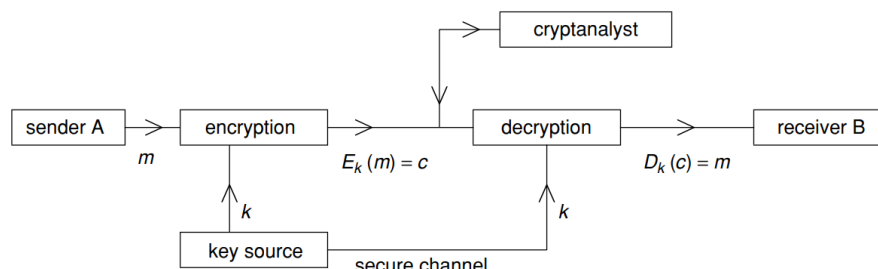 cryptanalyst
sender A
encryption
decryption
receiver B
m
E_k (m) = c
D_k (c) = m
k
k
key source
secure channel